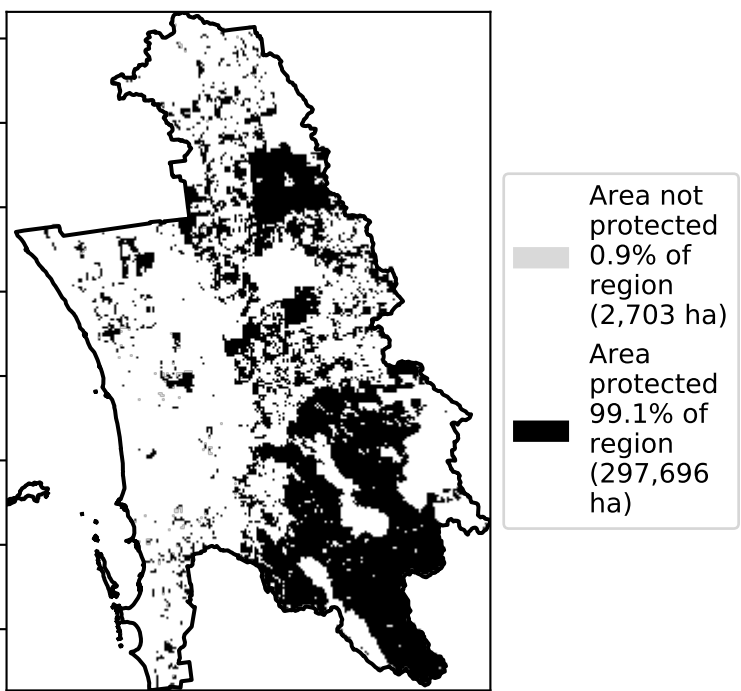 Area not
protected
0.9% of
region
(2,703 ha)
Area
protected
99.1% of
region
(297,696
ha)